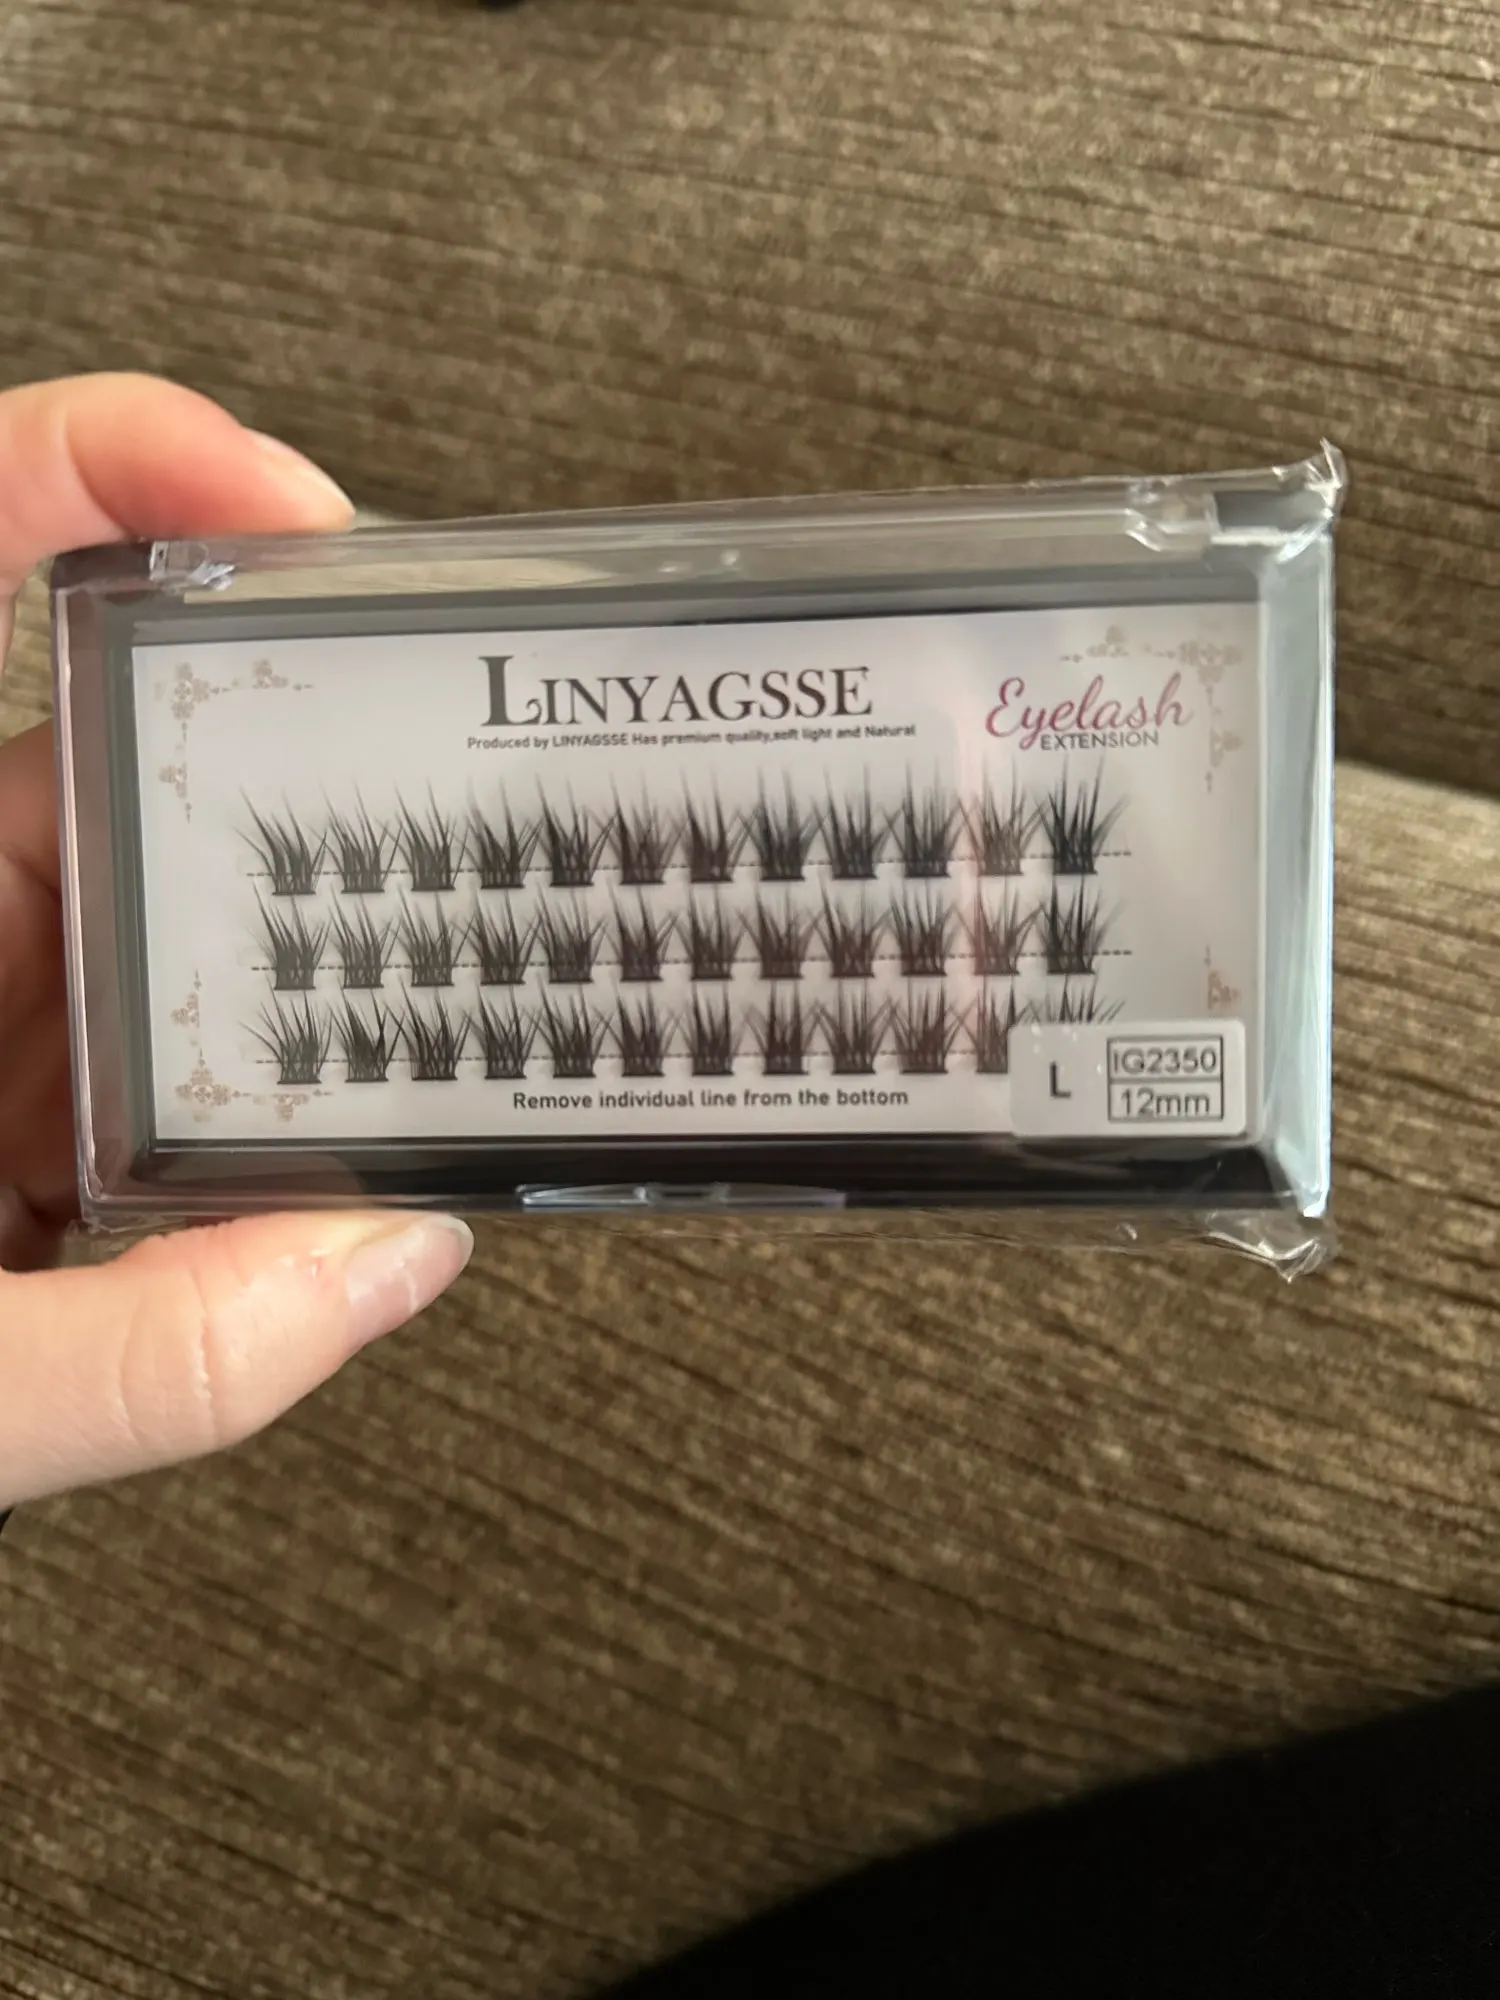 LINYAGSSE
Produced by LINYAGSSE Has premium quality,soft light and Natural
Eyelash
EXTENSION
Remove individual line from the bottom
L
IG2350
12mm